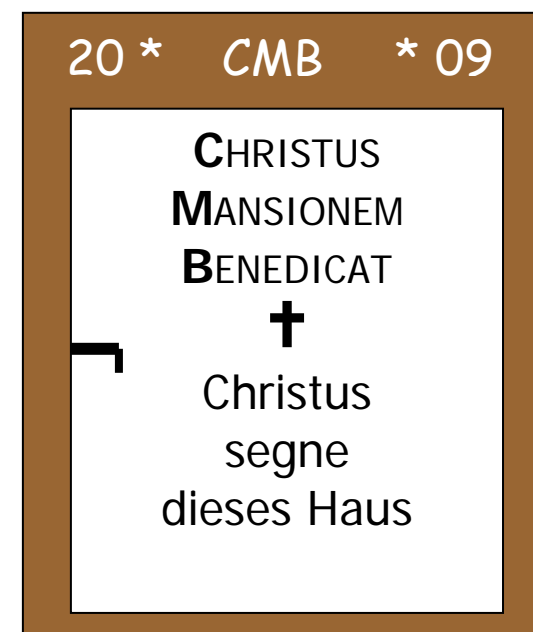 20 * CMB * 09
CHRISTUS
MANSIONEM
BENEDICAT
✝
Christus
segne
dieses Haus